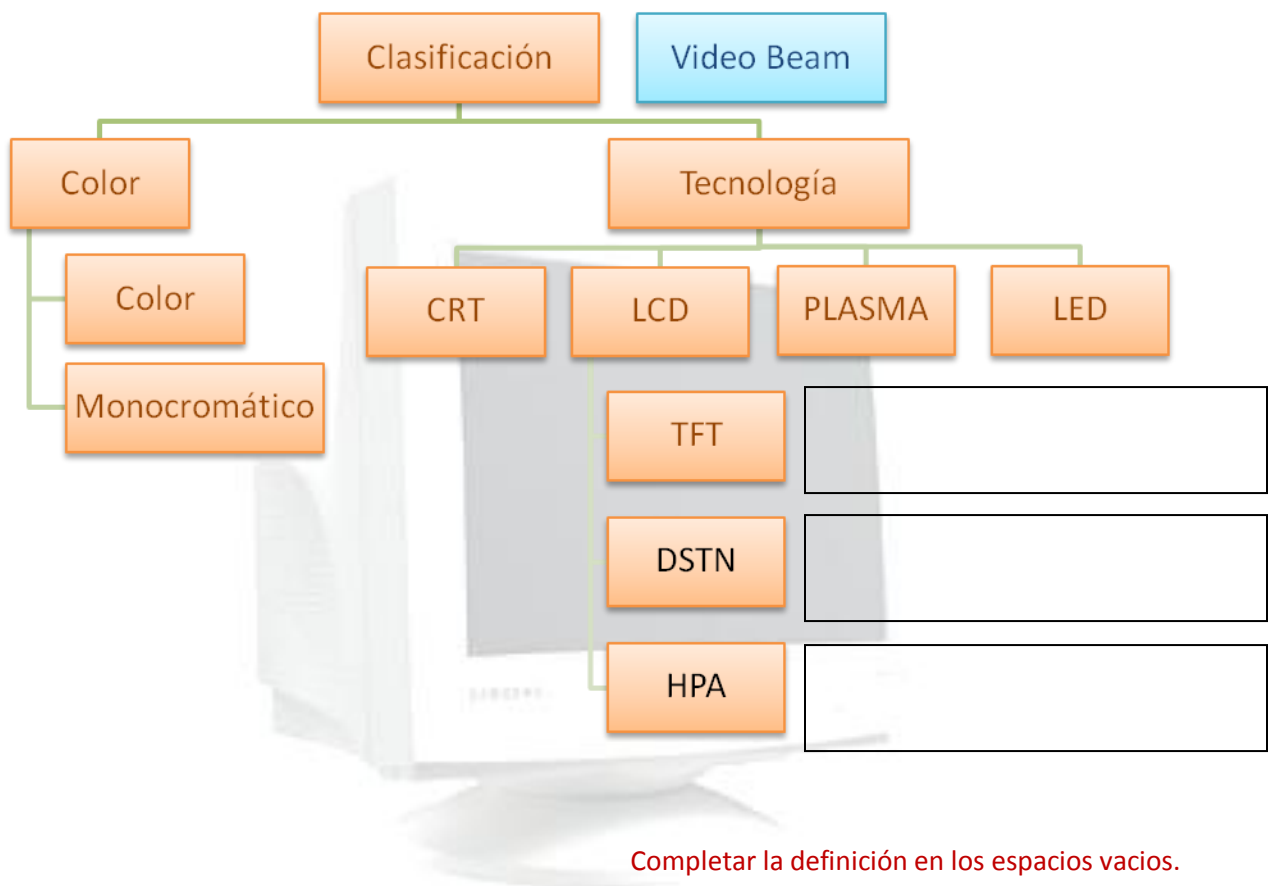 Clasificación
Video Beam
Color
Tecnología
Color
CRT
LCD
PLASMA
LED
Monocromático
TFT
DSTN
HPA
Completar la definición en los espacios vacios.